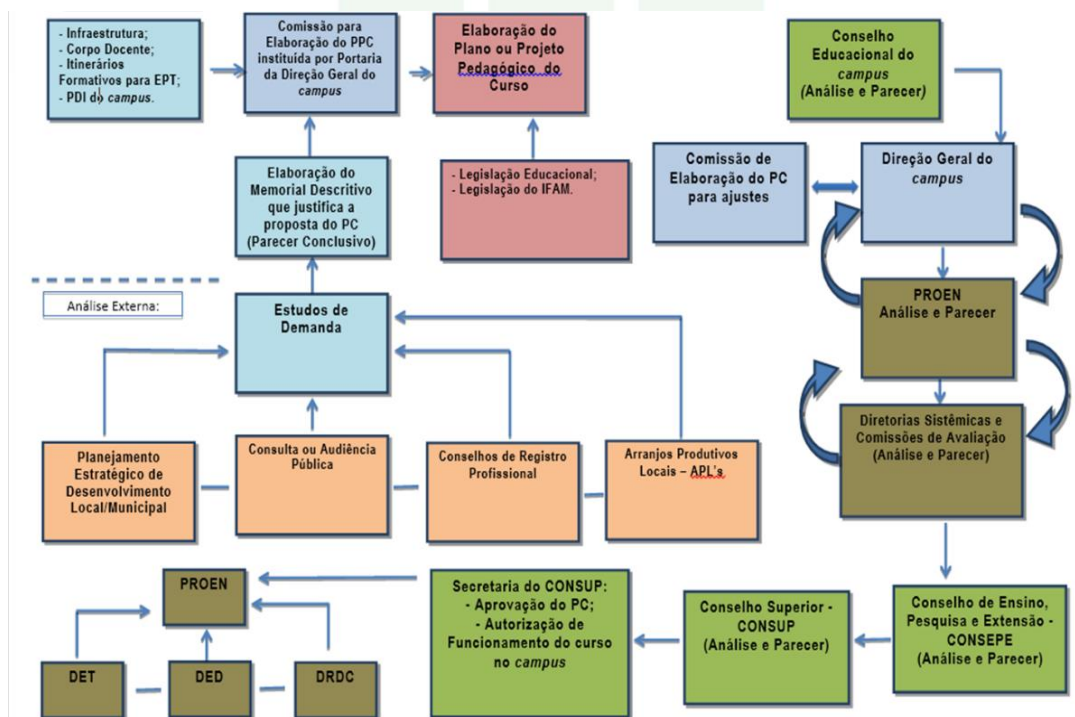 - Infraestrutura;
- Corpo Docente;
- Itinerários
Formativos para EPT;
- PDI do campus.
Comissão para
Elaboração do PPC
instituída por Portaria
da Direção Geral do
campus
Elaboração do
Plano ou Projeto
Pedagógico do
Curso
Conselho
Educacional do
campus
(Análise e Parecer)
Elaboração do
Memorial Descritivo
que justifica a
proposta do PC
(Parecer Conclusivo)
- Legislação Educacional;
- Legislação do IFAM.
Comissão de
Elaboração do PC
para ajustes
Direção Geral do
campus
Análise Externa:
Estudos de
Demanda
PROEN
Análise e Parecer
Diretorias Sistêmicas e
Comissões de Avaliação
(Análise e Parecer)
Planejamento
Estratégico de
Desenvolvimento
Local/Municipal
Consulta ou Audiência
Pública
Conselhos de Registro
Profissional
Arranjos Produtivos
Locais – APL's
PROEN
DET
DED
DRDC
Secretaria do CONSUP:
- Aprovação do PC;
- Autorização de
Funcionamento do curso
no campus
Conselho Superior -
CONSUP
(Análise e Parecer)
Conselho de Ensino,
Pesquisa e Extensão -
CONSEPE
(Análise e Parecer)